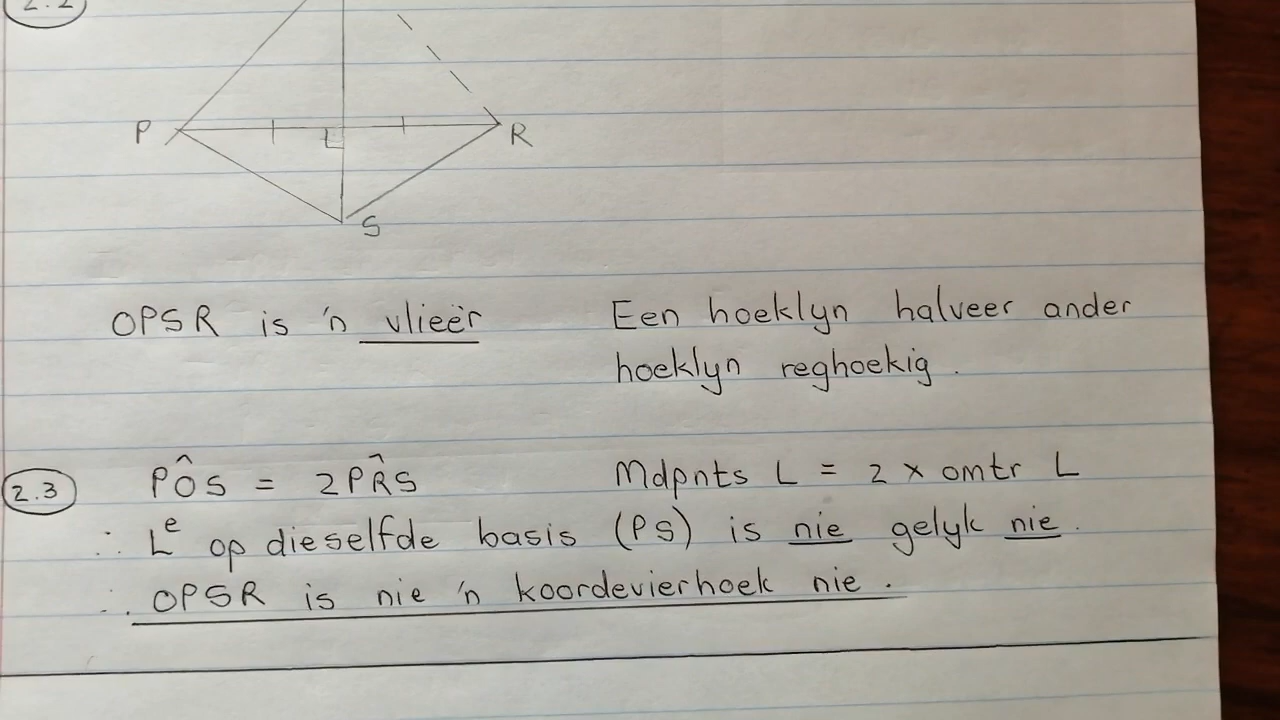 2.2
P
R
S
OPSR is 'n vlieër
Een hoeklyn halveer ander
hoeklyn reghoekig.
2.3
PÔS = 2PR̂S
Mdpnts L = 2 x omtr L
∴ Lᵉ op dieselfde basis (PS) is nie gelyk nie.
∴ OPSR is nie 'n koordevierhoek nie.